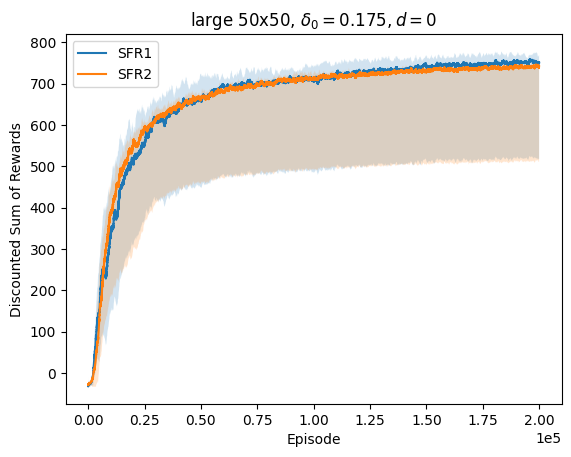 large 50x50, δ₀ = 0.175, d = 0
SFR1
SFR2
Discounted Sum of Rewards
800
700
600
500
400
300
200
100
0
0.00 0.25 0.50 0.75 1.00 1.25 1.50 1.75 2.00
1e5
Episode